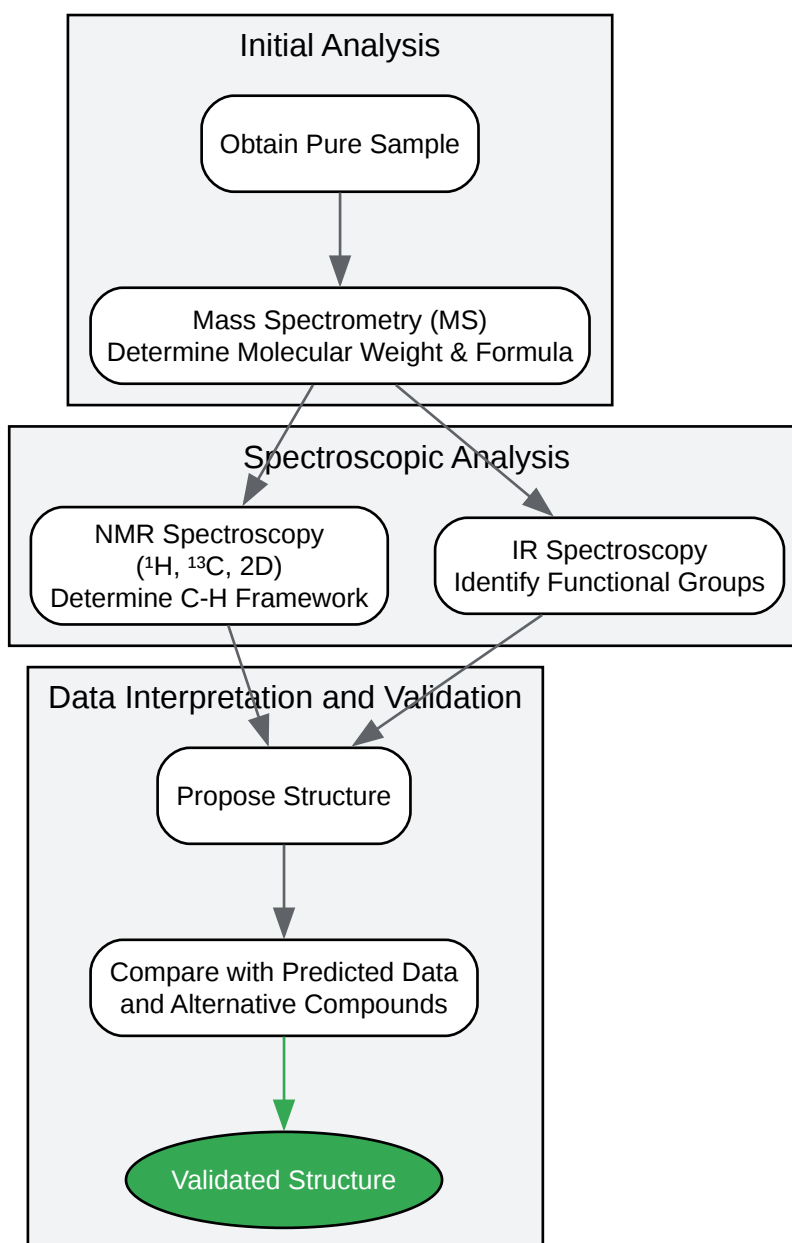 Initial Analysis
Obtain Pure Sample
Mass Spectrometry (MS)
Determine Molecular Weight & Formula
Spectroscopic Analysis
NMR Spectroscopy
(¹H, ¹³C, 2D)
Determine C-H Framework
IR Spectroscopy
Identify Functional Groups
Data Interpretation and Validation
Propose Structure
Compare with Predicted Data
and Alternative Compounds
Validated Structure